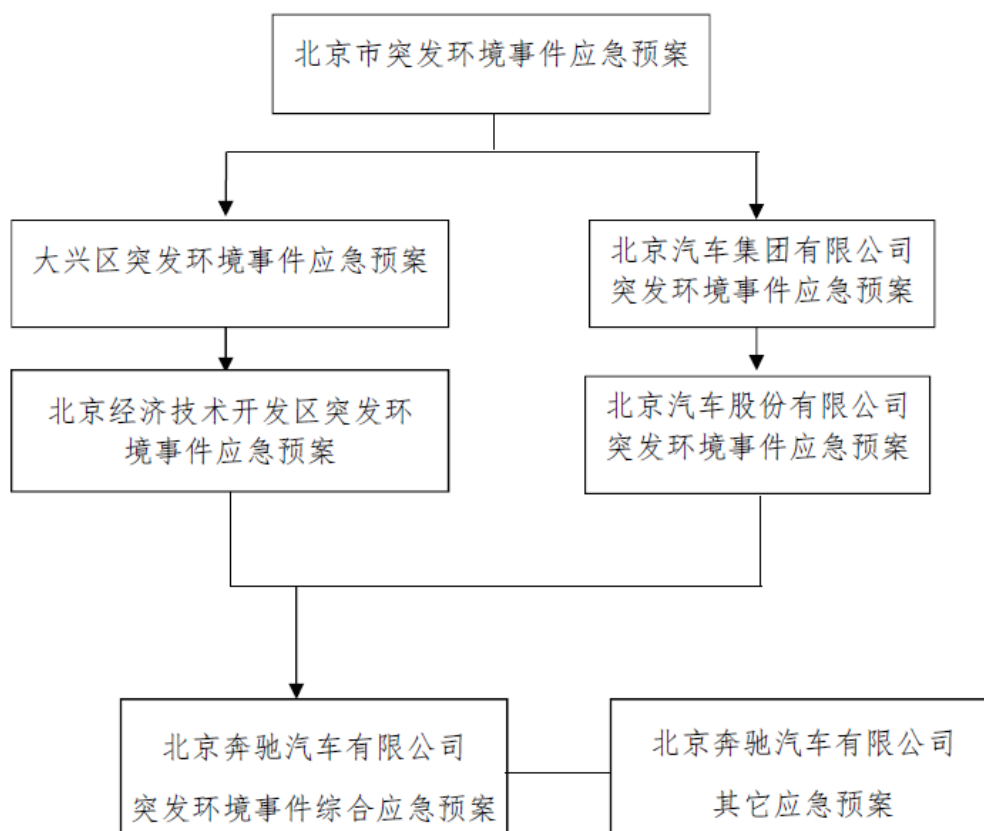 北京市突发环境事件应急预案
大兴区突发环境事件应急预案
北京汽车集团有限公司
突发环境事件应急预案
北京经济技术开发区突发环
境事件应急预案
北京汽车股份有限公司
突发环境事件应急预案
北京奔驰汽车有限公司
突发环境事件综合应急预案
北京奔驰汽车有限公司
其它应急预案